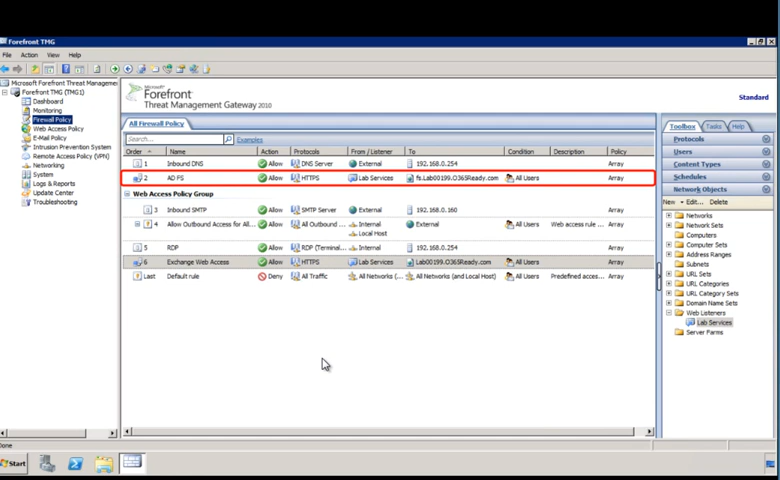 Forefront TMG
File Action View Help
Microsoft Forefront Threat Manageme
Forefront TMG (TMG1)
Dashboard
Monitoring
Firewall Policy
Web Access Policy
E-Mail Policy
Intrusion Prevention System
Remote Access Policy (VPN)
Networking
System
Logs & Reports
Update Center
Troubleshooting
Microsoft
Forefront
Threat Management Gateway 2010
Standard
All Firewall Policy
Search... Examples
Order Name Action Protocols From / Listener To Condition Description Policy
1 Inbound DNS Allow DNS Server External 192.168.0.254 Array
2 AD FS Allow HTTPS Lab Services fs.Lab00199.O365Ready.com All Users Array
Web Access Policy Group
3 Inbound SMTP Allow SMTP Server External 192.168.0.160 Array
4 Allow Outbound Access for All... Allow All Outbound ... Internal External All Users Web access rule ... Array
Local Host
5 RDP Allow RDP (Terminal... Internal 192.168.0.254 Array
6 Exchange Web Access Allow HTTPS Lab Services Lab00199.O365Ready.com All Users Array
Last Default rule Deny All Traffic All Networks (... All Networks (and Local Host) All Users Predefined acces... Array
Toolbox Tasks Help
Protocols
Users
Content Types
Schedules
Network Objects
New Edit... Delete
Networks
Network Sets
Computers
Computer Sets
Address Ranges
Subnets
URL Sets
URL Categories
URL Category Sets
Domain Name Sets
Web Listeners
Lab Services
Server Farms
Done
Start